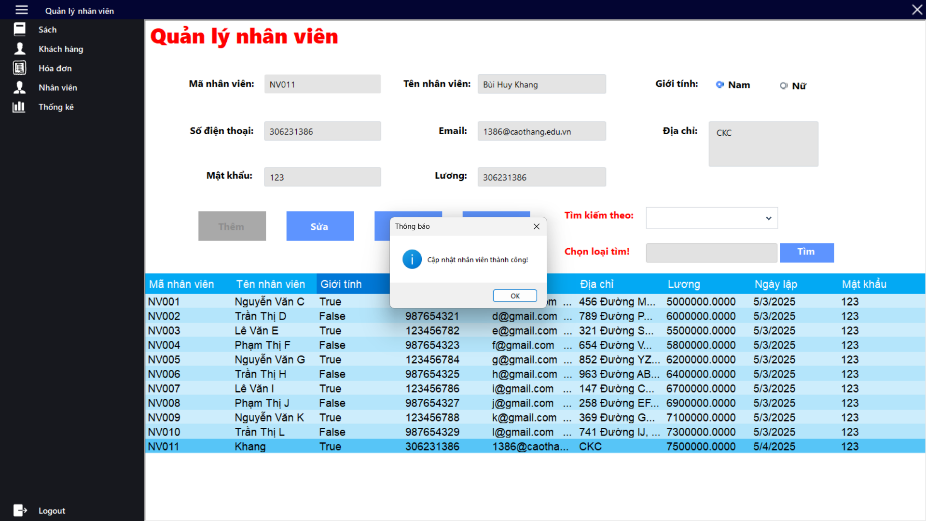 Quản lý nhân viên
Sách
Khách hàng
Hóa đơn
Nhân viên
Thống kê
Logout
Quản lý nhân viên
Mã nhân viên: NV011 Tên nhân viên: Bùi Huy Khang Giới tính: Nam Nữ
Số điện thoại: 306231386 Email: 1386@caothang.edu.vn Địa chỉ: CKC
Mật khẩu: 123 Lương: 306231386
Thêm Sửa
Tìm kiếm theo:
Chọn loại tìm! Tìm
Thông báo
Cập nhật nhân viên thành công!
OK
Mã nhân viên Tên nhân viên Giới tính Địa chỉ Lương Ngày lập Mật khẩu
NV001 Nguyễn Văn C True .com ... 456 Đường M... 5000000.0000 5/3/2025 123
NV002 Trần Thị D False 987654321 d@gmail.com ... 789 Đường P... 6000000.0000 5/3/2025 123
NV003 Lê Văn E True 123456782 e@gmail.com ... 321 Đường S... 5500000.0000 5/3/2025 123
NV004 Phạm Thị F False 987654323 f@gmail.com ... 654 Đường V... 5800000.0000 5/3/2025 123
NV005 Nguyễn Văn G True 123456784 g@gmail.com ... 852 Đường YZ... 6200000.0000 5/3/2025 123
NV006 Trần Thị H False 987654325 h@gmail.com ... 963 Đường AB... 6400000.0000 5/3/2025 123
NV007 Lê Văn I True 123456786 i@gmail.com ... 147 Đường C... 6700000.0000 5/3/2025 123
NV008 Phạm Thị J False 987654327 j@gmail.com ... 258 Đường EF... 6900000.0000 5/3/2025 123
NV009 Nguyễn Văn K True 123456788 k@gmail.com ... 369 Đường G... 7100000.0000 5/3/2025 123
NV010 Trần Thị L False 987654329 l@gmail.com ... 741 Đường IJ, ... 7300000.0000 5/3/2025 123
NV011 Khang True 306231386 1386@caotha... CKC 7500000.0000 5/4/2025 123